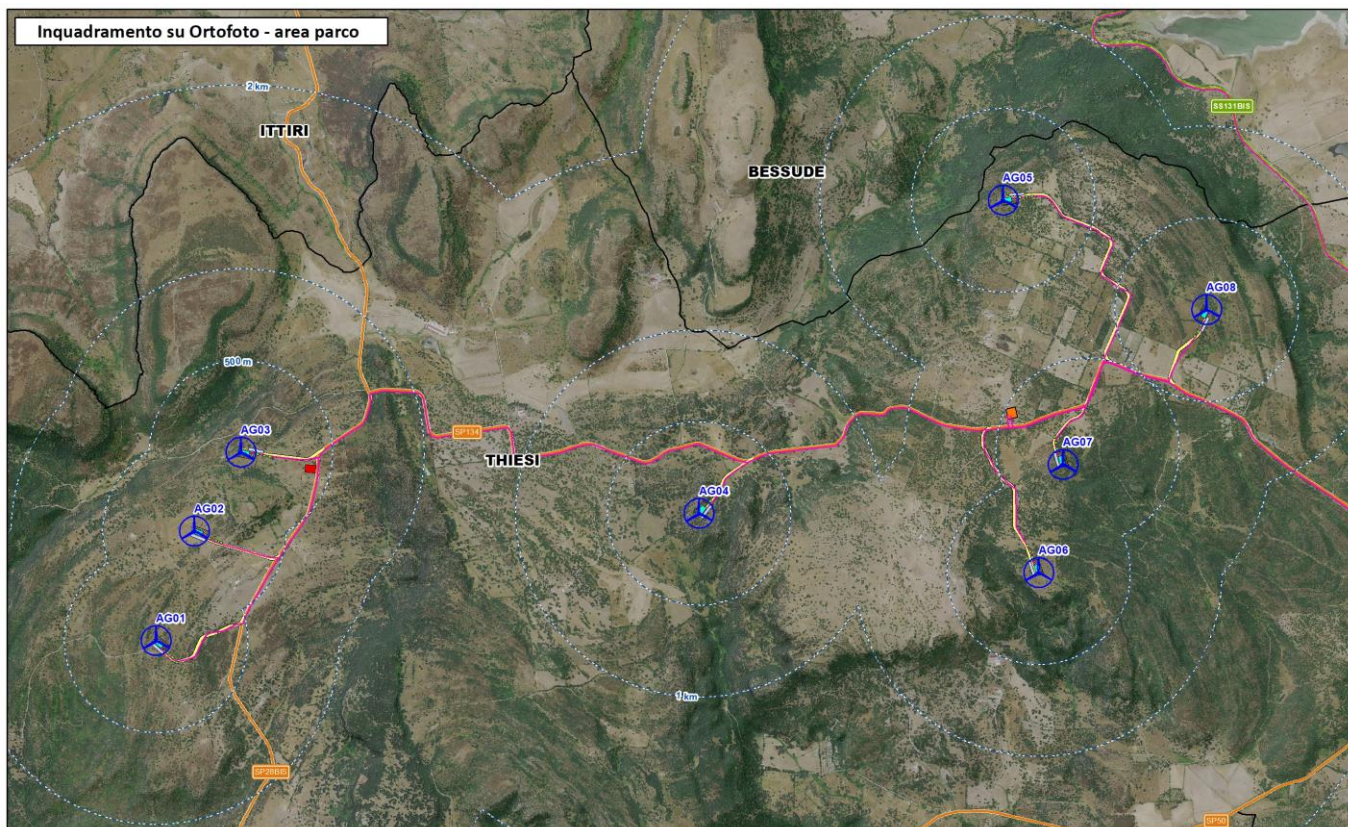 Inquadramento su Ortofoto - area parco
2 km
ITTIRI
SS131BIS
BESSUDE
AG05
AG08
500 m
AG03
SP134
THIESI
AG07
AG04
AG02
AG06
AG01
1 km
SP28BIS
SP50